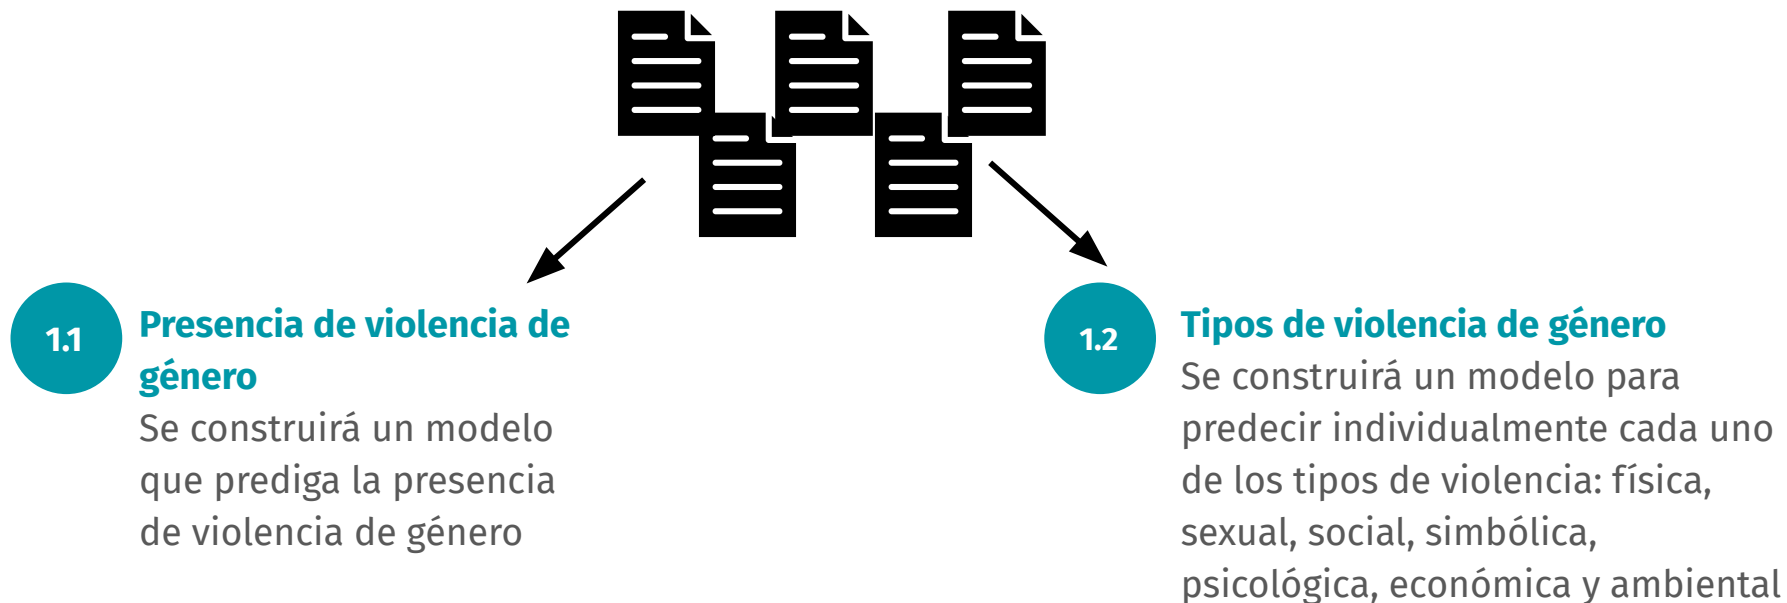 1.1
Presencia de violencia de
género
Se construirá un modelo
que prediga la presencia
de violencia de género
1.2
Tipos de violencia de género
Se construirá un modelo para
predecir individualmente cada uno
de los tipos de violencia: física,
sexual, social, simbólica,
psicológica, económica y ambiental